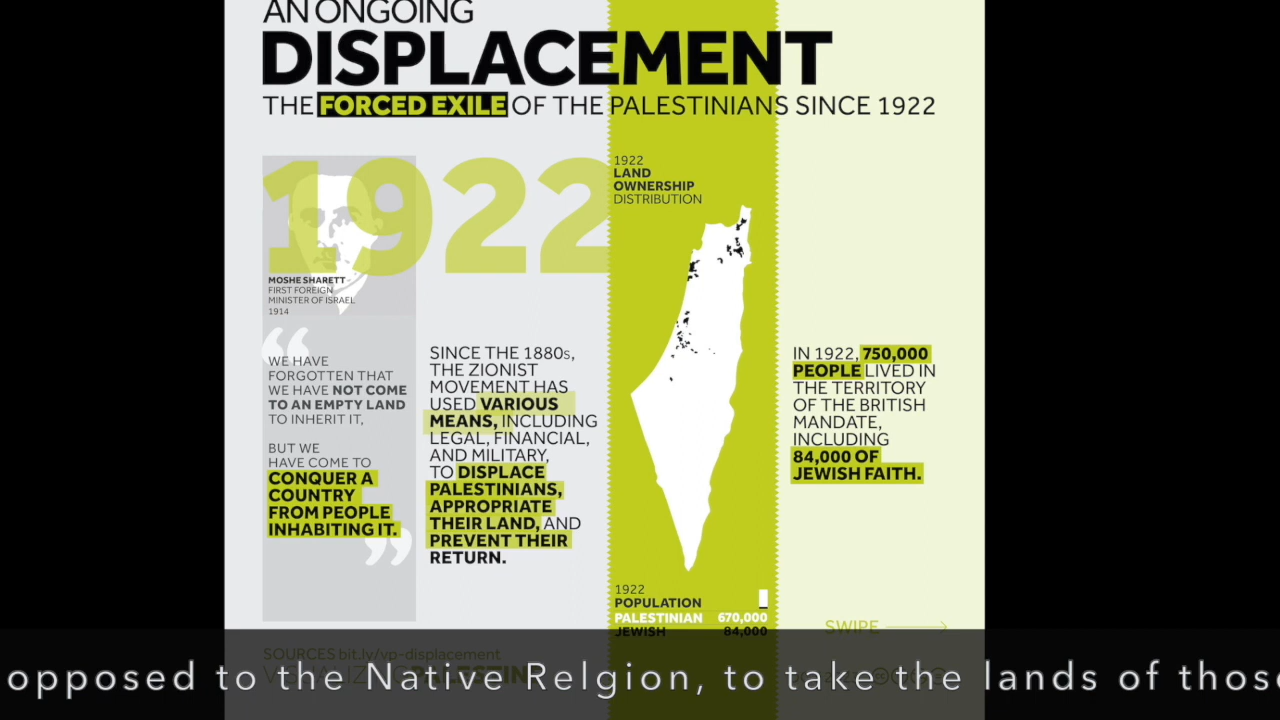 AN ONGOING
DISPLACEMENT
THE FORCED EXILE OF THE PALESTINIANS SINCE 1922
1922
MOSHE SHARETT
FIRST FOREIGN
MINISTER OF ISRAEL
1914
“
WE HAVE
FORGOTTEN THAT
WE HAVE NOT COME
TO AN EMPTY LAND
TO INHERIT IT,
BUT WE
HAVE COME TO
CONQUER A
COUNTRY
FROM PEOPLE
INHABITING IT.
”
SINCE THE 1880s,
THE ZIONIST
MOVEMENT HAS
USED VARIOUS
MEANS, INCLUDING
LEGAL, FINANCIAL,
AND MILITARY,
TO DISPLACE
PALESTINIANS,
APPROPRIATE
THEIR LAND, AND
PREVENT THEIR
RETURN.
1922
LAND
OWNERSHIP
DISTRIBUTION
1922
POPULATION
PALESTINIAN 670,000
JEWISH 84,000
IN 1922, 750,000
PEOPLE LIVED IN
THE TERRITORY
OF THE BRITISH
MANDATE,
INCLUDING
84,000 OF
JEWISH FAITH.
SWIPE
SOURCES bit.ly/vp-displacement
VISUALIZING PALESTINE
opposed to the Native Relgion, to take the lands of those